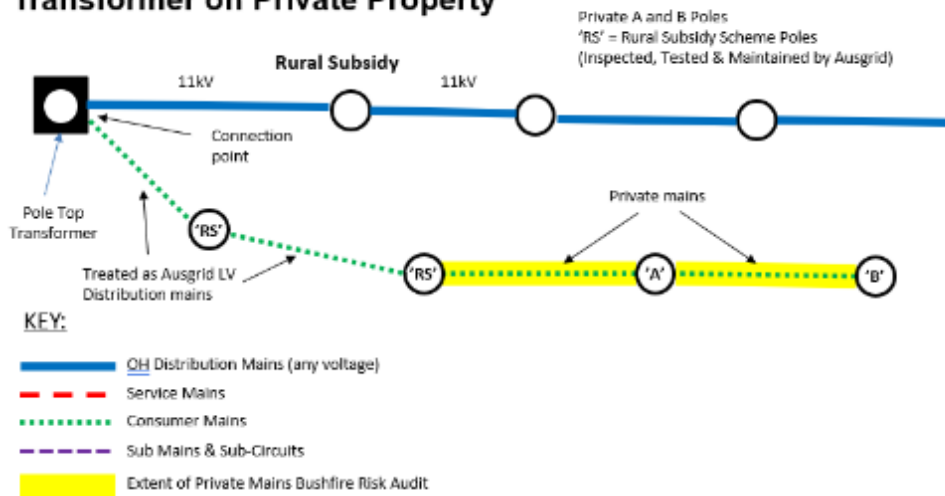 Transformer on Private Property
Private A and B Poles
'RS' = Rural Subsidy Scheme Poles
(Inspected, Tested & Maintained by Ausgrid)
Rural Subsidy
11kV
11kV
Connection
point
Pole Top
Transformer
Private mains
'RS'
'RS'
'A'
'B'
Treated as Ausgrid LV
Distribution mains
KEY:
OH Distribution Mains (any voltage)
Service Mains
Consumer Mains
Sub Mains & Sub-Circuits
Extent of Private Mains Bushfire Risk Audit